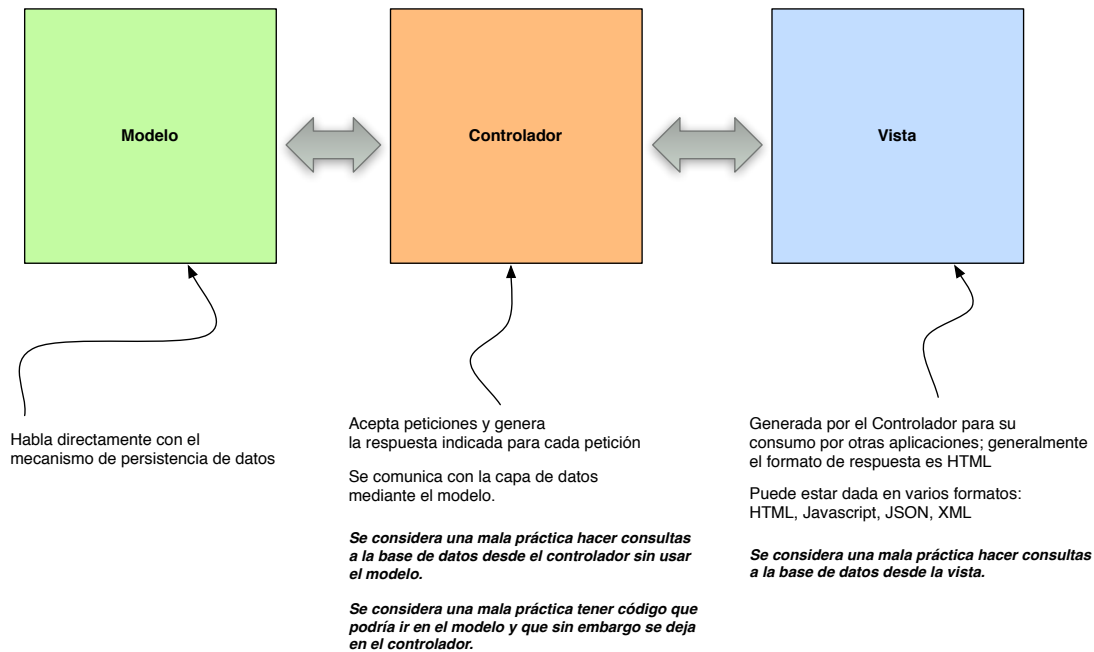 Modelo
Controlador
Vista
Habla directamente con el
mecanismo de persistencia de datos
Acepta peticiones y genera
la respuesta indicada para cada petición
Se comunica con la capa de datos
mediante el modelo.
Se considera una mala práctica hacer consultas
a la base de datos desde el controlador sin usar
el modelo.
Se considera una mala práctica tener código que
podría ir en el modelo y que sin embargo se deja
en el controlador.
Generada por el Controlador para su
consumo por otras aplicaciones; generalmente
el formato de respuesta es HTML
Puede estar dada en varios formatos:
HTML, Javascript, JSON, XML
Se considera una mala práctica hacer consultas
a la base de datos desde la vista.